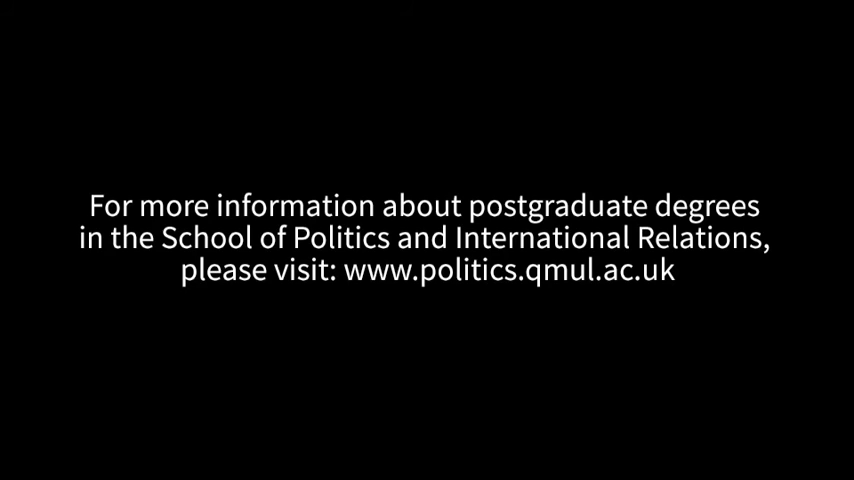 For more information about postgraduate degrees
in the School of Politics and International Relations,
please visit: www.politics.qmul.ac.uk